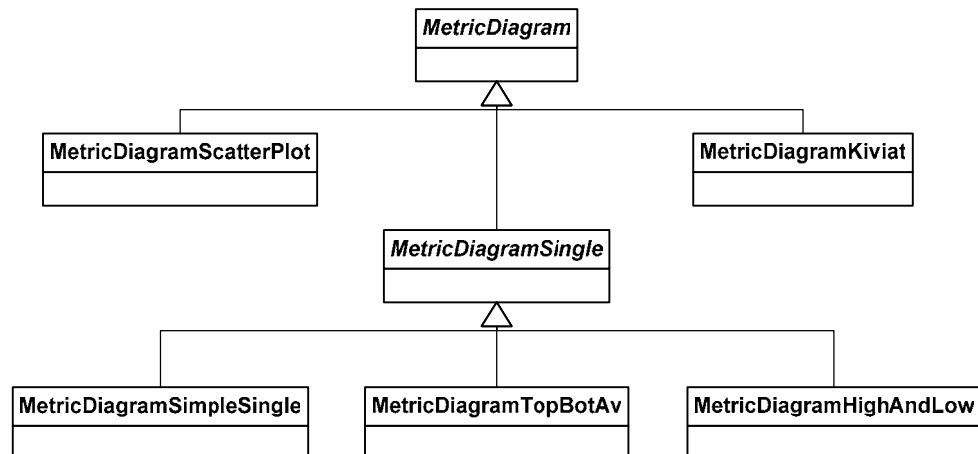 MetricDiagram
MetricDiagramScatterPlot
MetricDiagramKiviat
MetricDiagramSingle
MetricDiagramSimpleSingle
MetricDiagramTopBotAv
MetricDiagramHighAndLow